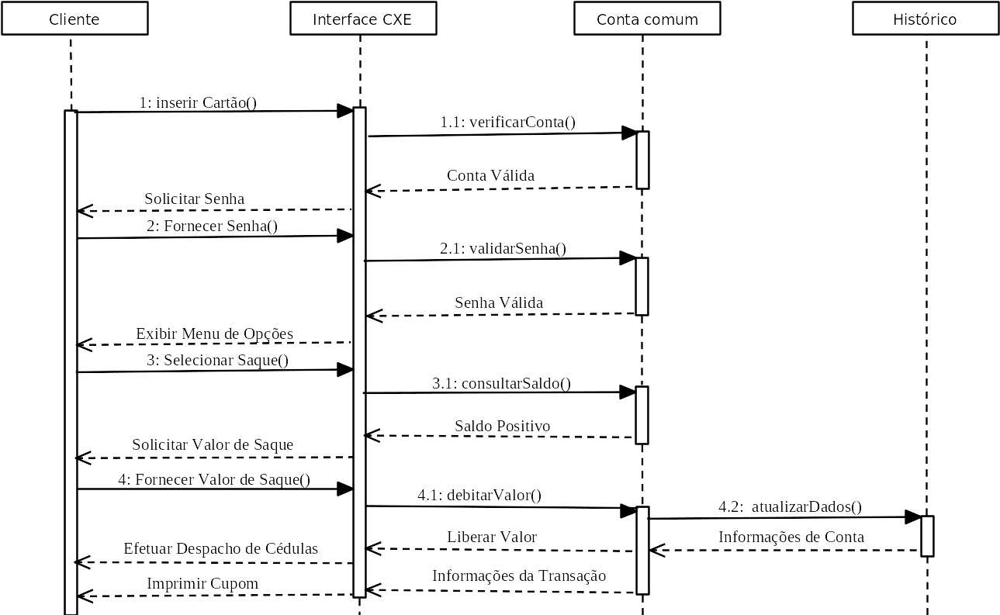 Cliente
Interface CXE
Conta comum
Histórico
1: inserir Cartão()
1.1: verificarConta()
Conta Válida
Solicitar Senha
2: Fornecer Senha()
2.1: validarSenha()
Senha Válida
Exibir Menu de Opções
3: Selecionar Saque()
3.1: consultarSaldo()
Saldo Positivo
Solicitar Valor de Saque
4: Fornecer Valor de Saque()
4.1: debitarValor()
4.2: atualizarDados()
Liberar Valor
Informações de Conta
Efetuar Despacho de Cédulas
Informações da Transação
Imprimir Cupom